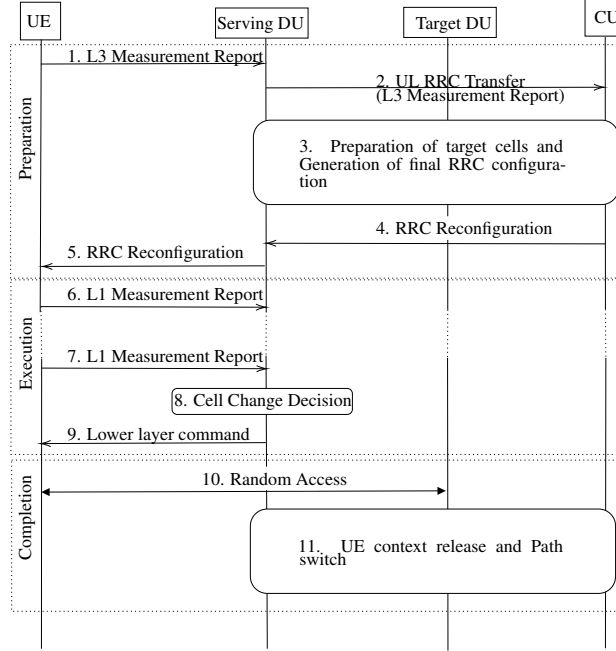 UE
Serving DU
Target DU
CU
1. L3 Measurement Report
2. UL RRC Transfer
(L3 Measurement Report)
Preparation
3. Preparation of target cells and
Generation of final RRC configura-
tion
4. RRC Reconfiguration
5. RRC Reconfiguration
6. L1 Measurement Report
Execution
7. L1 Measurement Report
8. Cell Change Decision
9. Lower layer command
10. Random Access
Completion
11. UE context release and Path
switch